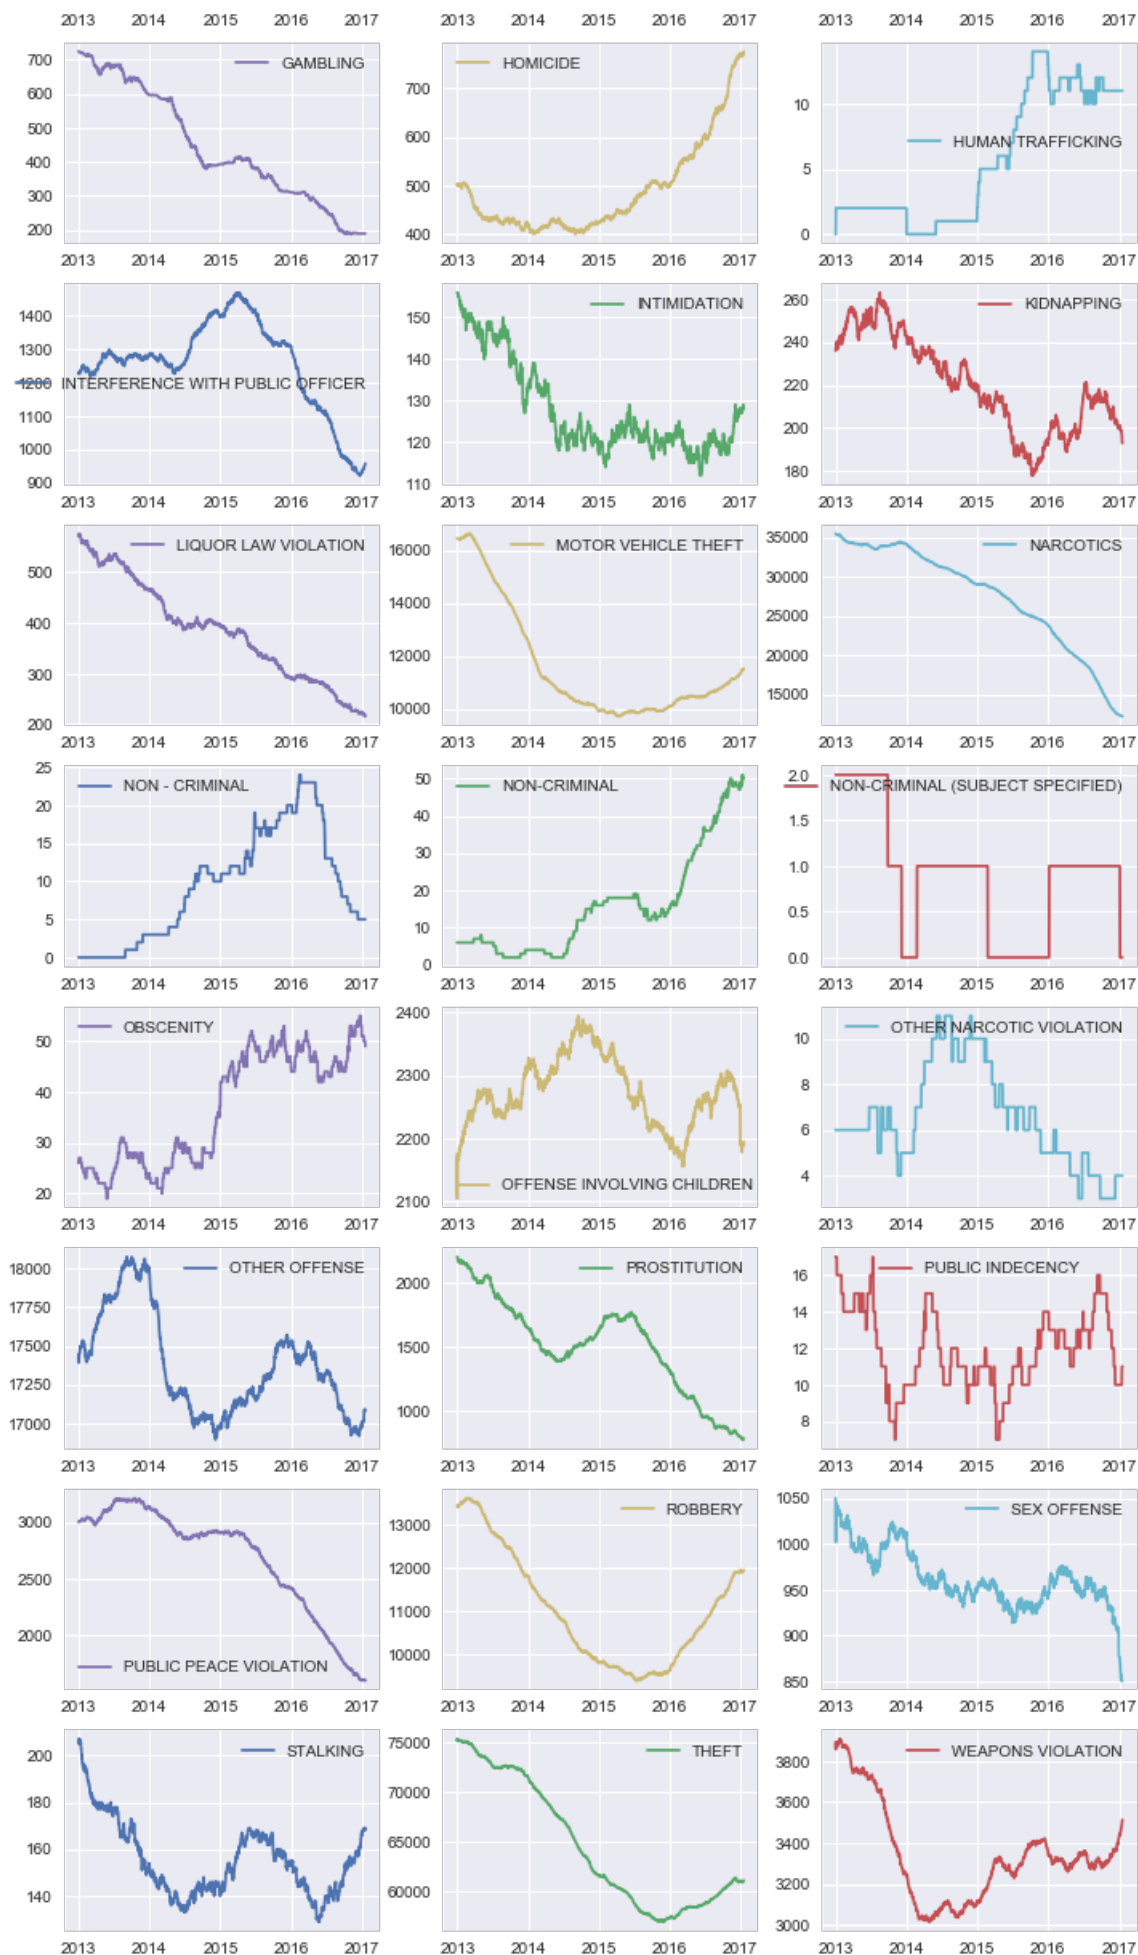 2013 2014 2015 2016 2017 2013 2014 2015 2016 2017 2013 2014 2015 2016 2017
GAMBLING
700
600
500
400
300
200
2013 2014 2015 2016 2017
HOMICIDE
700
600
500
400
2013 2014 2015 2016 2017
HUMAN TRAFFICKING
10
5
0
2013 2014 2015 2016 2017
INTERFERENCE WITH PUBLIC OFFICER
1400
1300
1200
1100
1000
900
2013 2014 2015 2016 2017
INTIMIDATION
150
140
130
120
110
2013 2014 2015 2016 2017
KIDNAPPING
260
240
220
200
180
2013 2014 2015 2016 2017
LIQUOR LAW VIOLATION
500
400
300
200
2013 2014 2015 2016 2017
MOTOR VEHICLE THEFT
16000
14000
12000
10000
2013 2014 2015 2016 2017
NARCOTICS
35000
30000
25000
20000
15000
2013 2014 2015 2016 2017
NON - CRIMINAL
25
20
15
10
5
0
2013 2014 2015 2016 2017
NON-CRIMINAL
50
40
30
20
10
0
2013 2014 2015 2016 2017
NON-CRIMINAL (SUBJECT SPECIFIED)
2.0
1.5
1.0
0.5
0.0
2013 2014 2015 2016 2017
OBSCENITY
50
40
30
20
2013 2014 2015 2016 2017
OFFENSE INVOLVING CHILDREN
2400
2300
2200
2100
2013 2014 2015 2016 2017
OTHER NARCOTIC VIOLATION
10
8
6
4
2013 2014 2015 2016 2017
OTHER OFFENSE
18000
17750
17500
17250
17000
2013 2014 2015 2016 2017
PROSTITUTION
2000
1500
1000
2013 2014 2015 2016 2017
PUBLIC INDECENCY
16
14
12
10
8
2013 2014 2015 2016 2017
PUBLIC PEACE VIOLATION
3000
2500
2000
2013 2014 2015 2016 2017
ROBBERY
13000
12000
11000
10000
2013 2014 2015 2016 2017
SEX OFFENSE
1050
1000
950
900
850
2013 2014 2015 2016 2017
STALKING
200
180
160
140
2013 2014 2015 2016 2017
THEFT
75000
70000
65000
60000
2013 2014 2015 2016 2017
WEAPONS VIOLATION
3800
3600
3400
3200
3000
2013 2014 2015 2016 2017